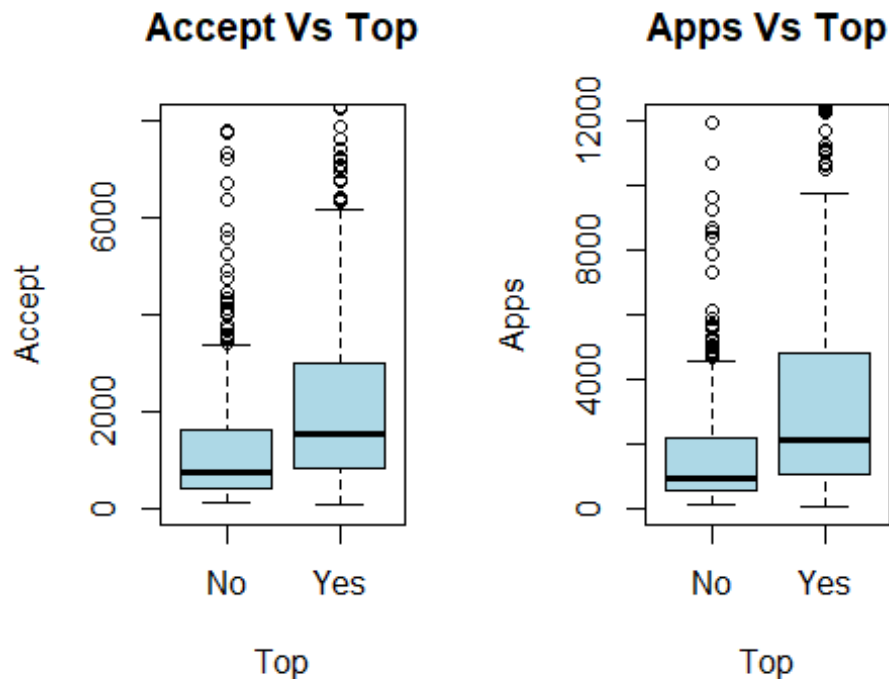 Accept Vs Top
Accept
6000
2000
0
No Yes
Top
Apps Vs Top
Apps
12000
8000
4000
0
No Yes
Top